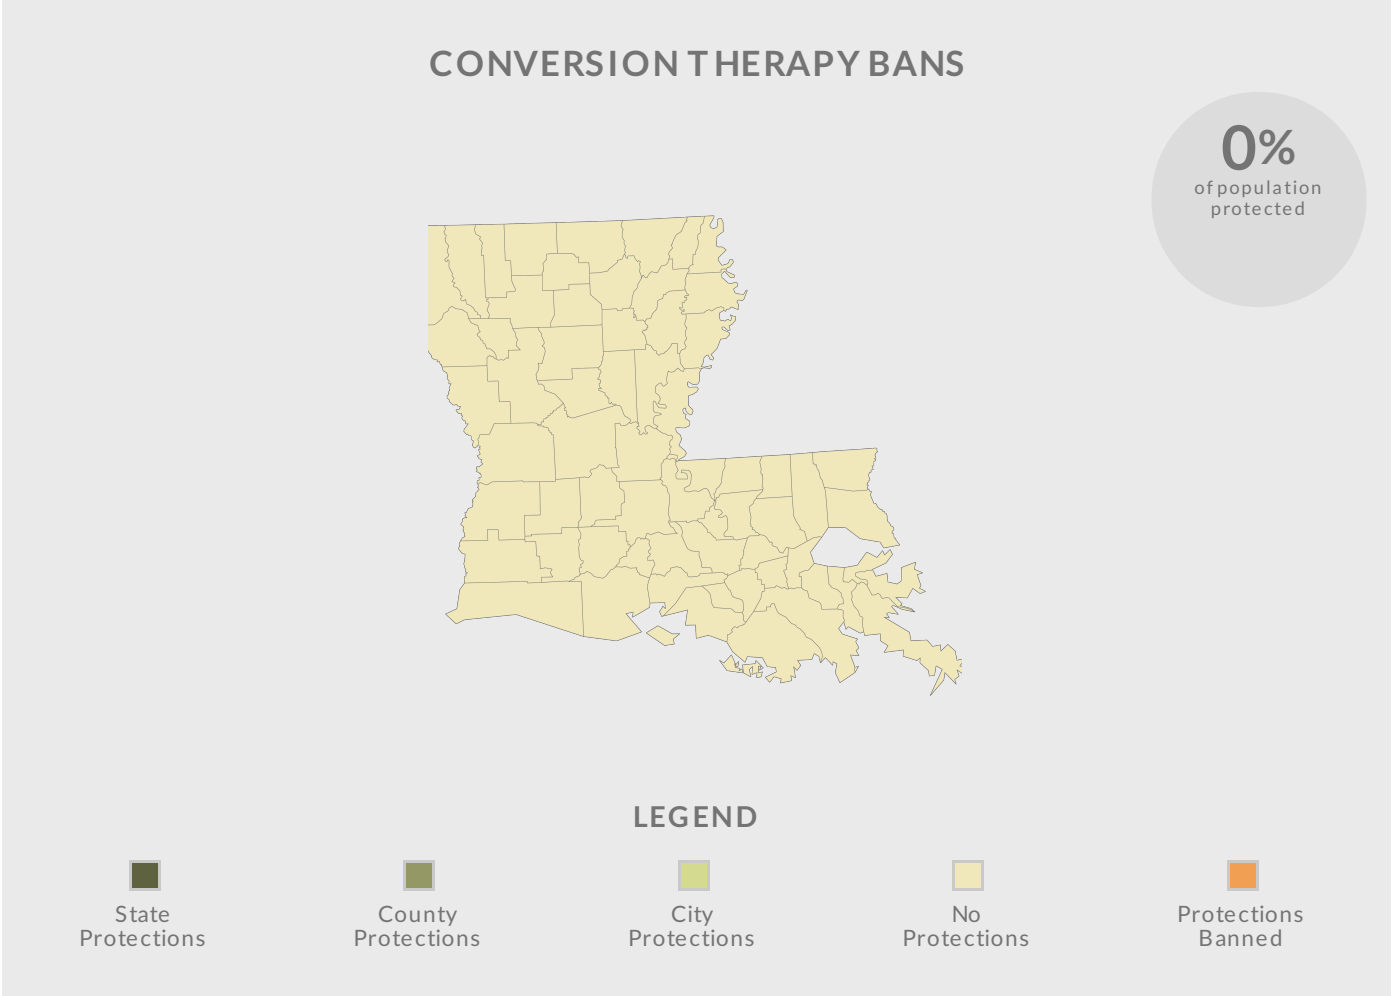 CONVERSION THERAPY BANS
0%
of population
protected
LEGEND
State
Protections
County
Protections
City
Protections
No
Protections
Protections
Banned